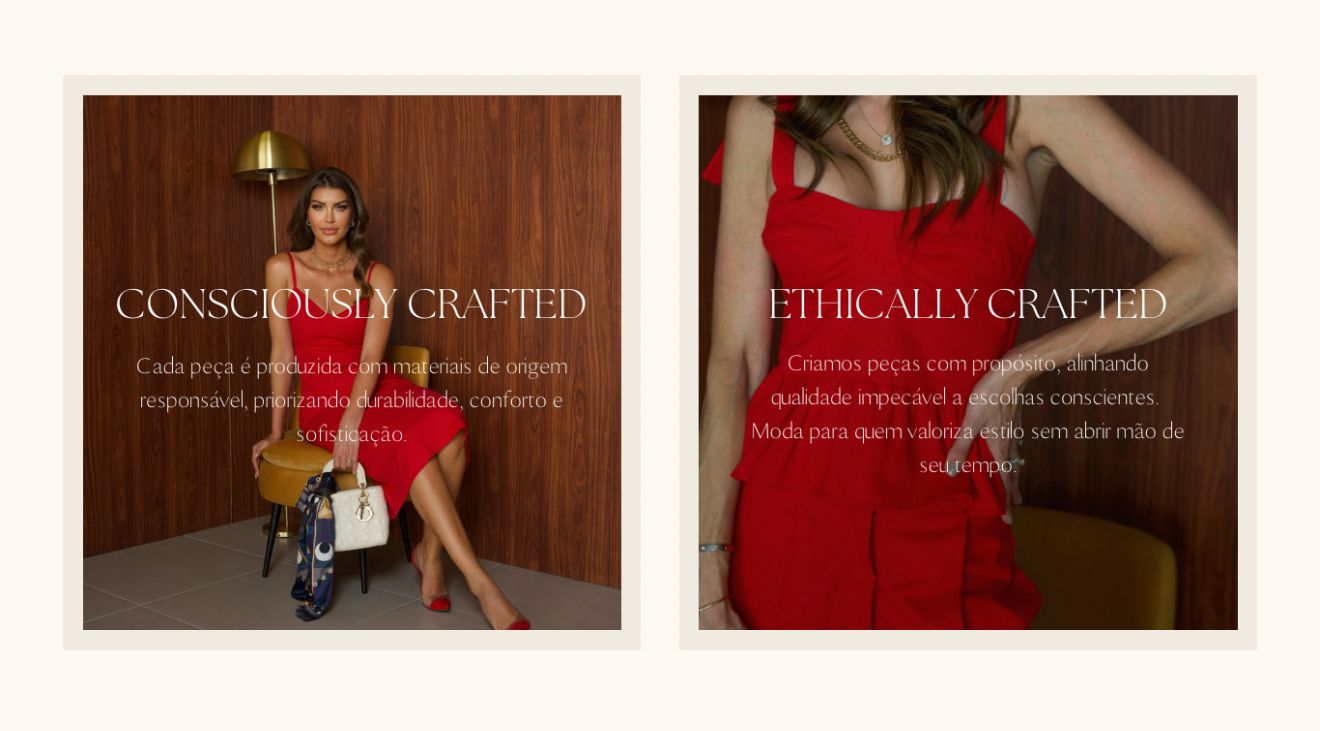 CONSCIOUSLY CRAFTED
Cada peça é produzida com materiais de origem
responsável, priorizando durabilidade, conforto e
sofisticação.
ETHICALLY CRAFTED
Criamos peças com propósito, alinhando
qualidade impecável a escolhas conscientes.
Moda para quem valoriza estilo sem abrir mão de
seu tempo.